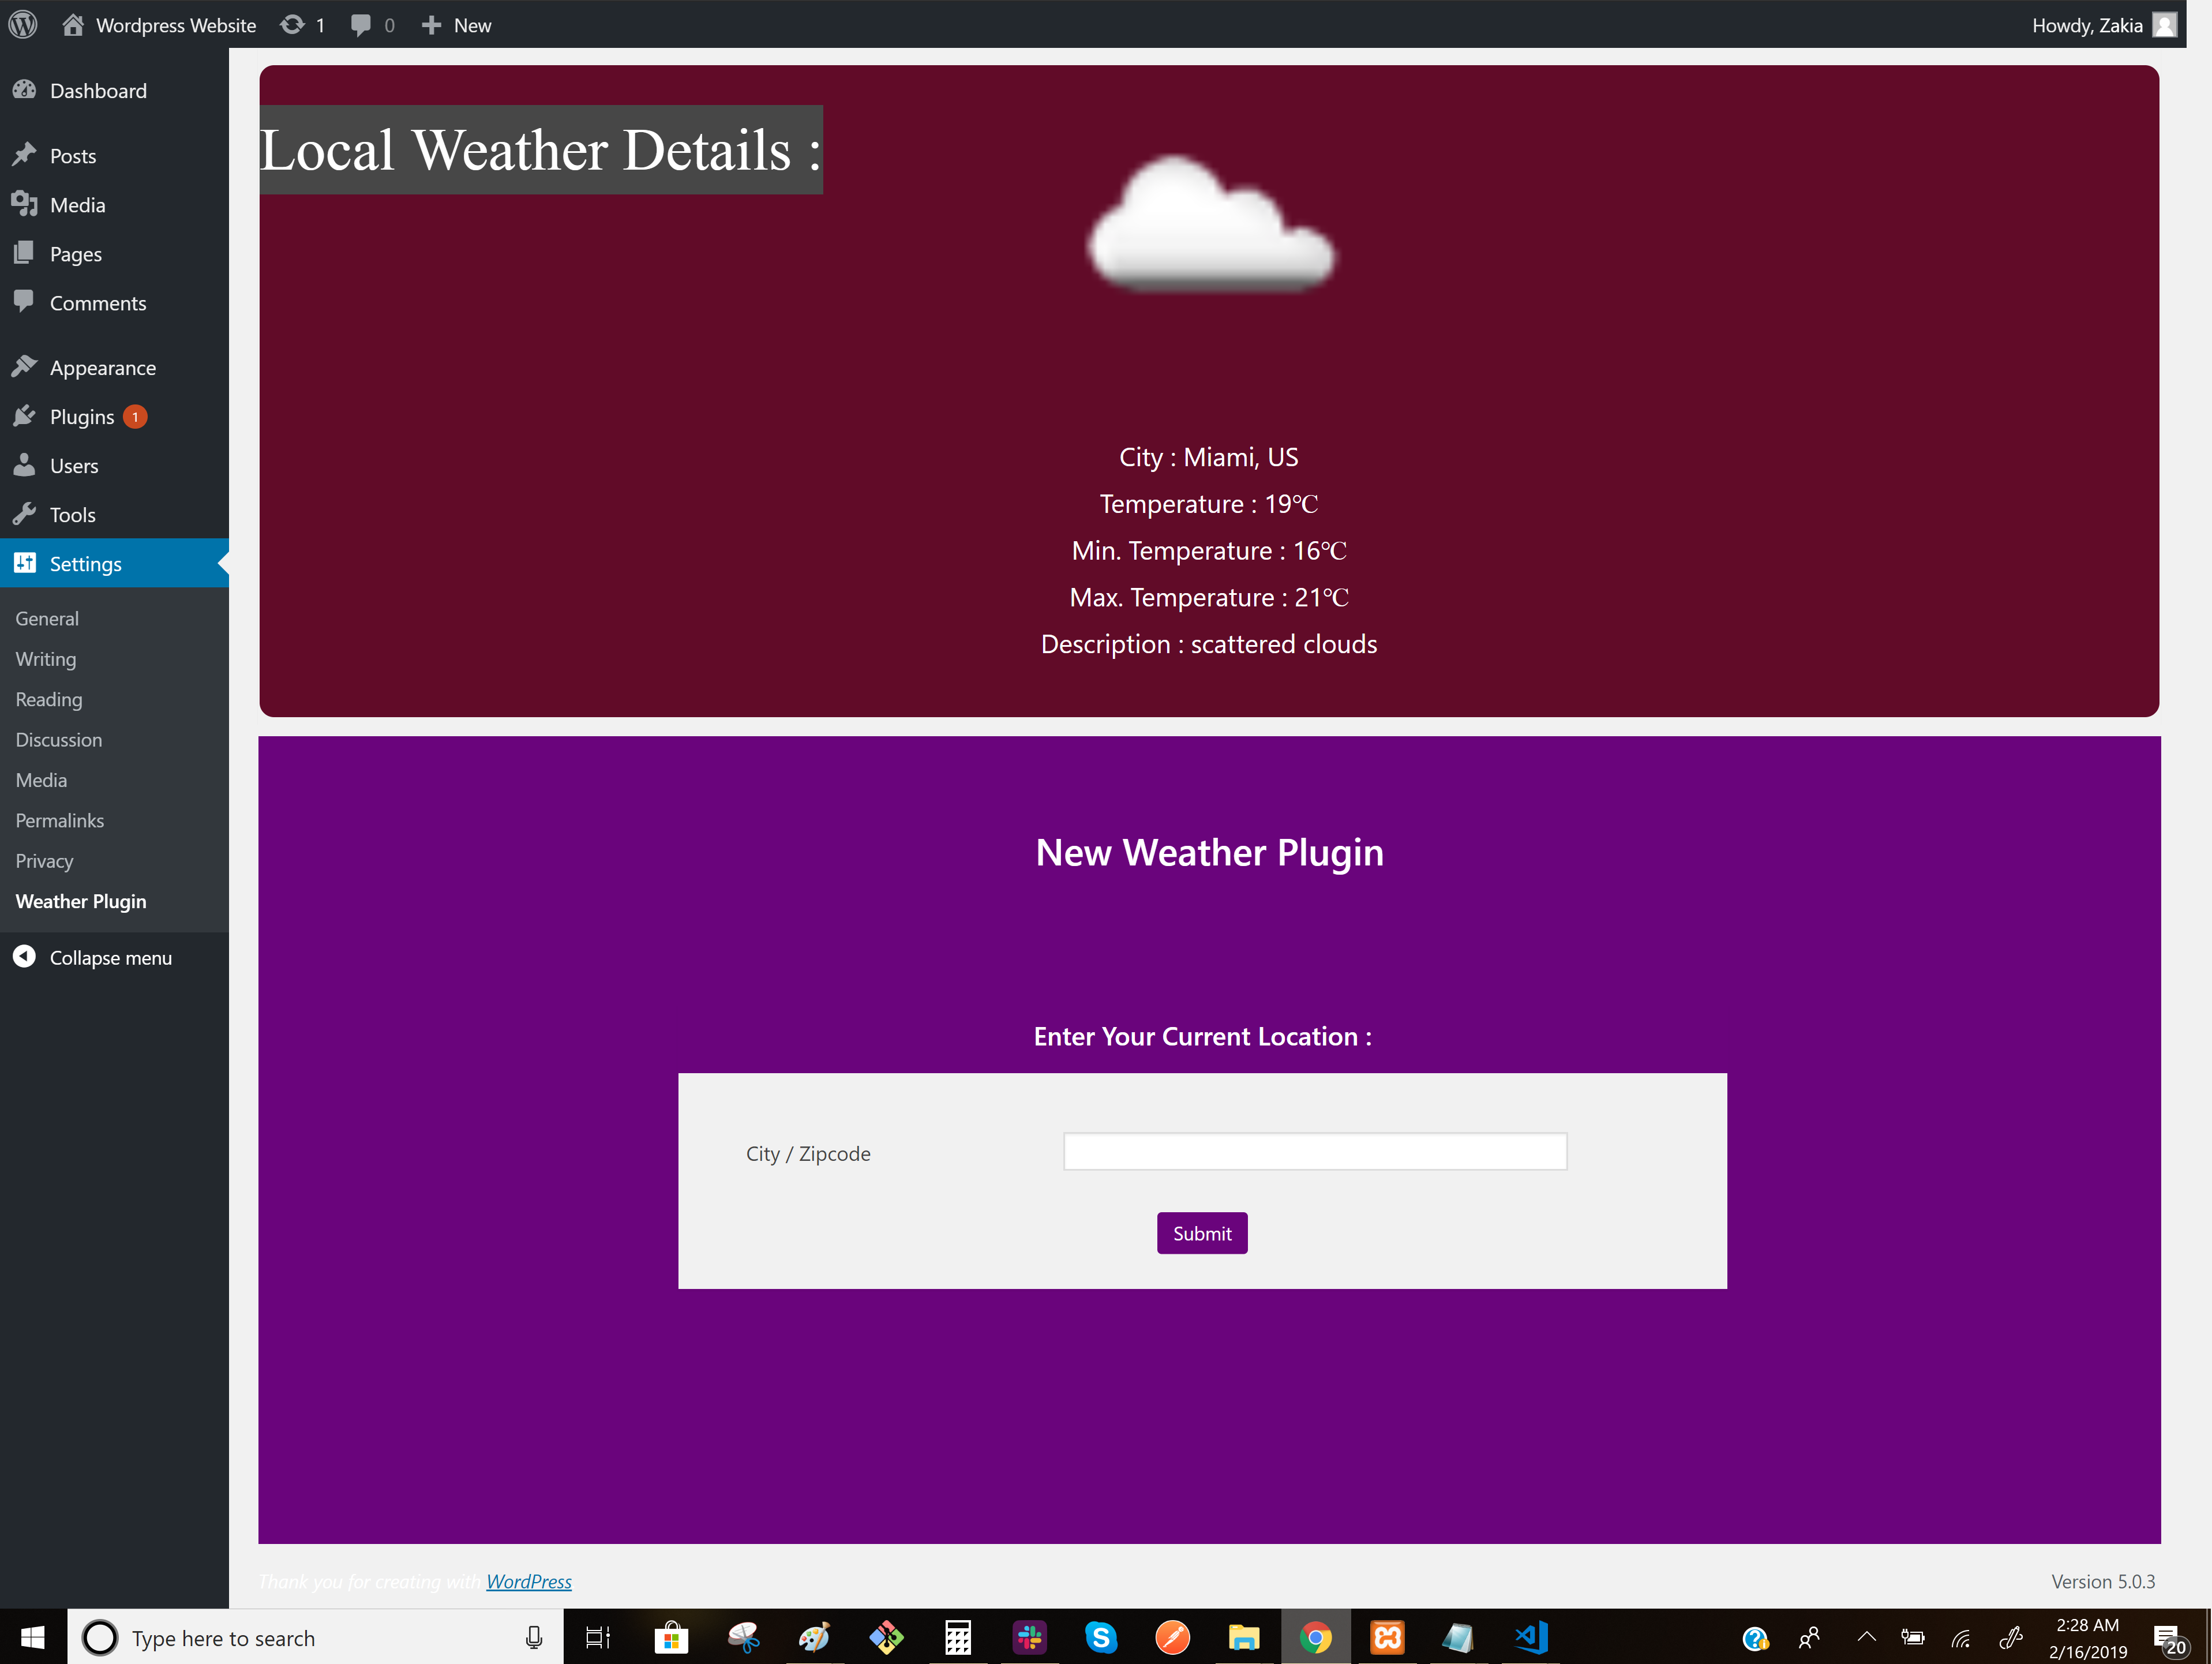 Wordpress Website 1 0 New Howdy, Zakia
Dashboard
Posts
Media
Pages
Comments
Appearance
Plugins 1
Users
Tools
Settings
General
Writing
Reading
Discussion
Media
Permalinks
Privacy
Weather Plugin
Collapse menu
Local Weather Details :
City : Miami, US
Temperature : 19℃
Min. Temperature : 16℃
Max. Temperature : 21℃
Description : scattered clouds
New Weather Plugin
Enter Your Current Location :
City / Zipcode
Submit
Thank you for creating with WordPress
Version 5.0.3
Type here to search
2:28 AM
2/16/2019
20